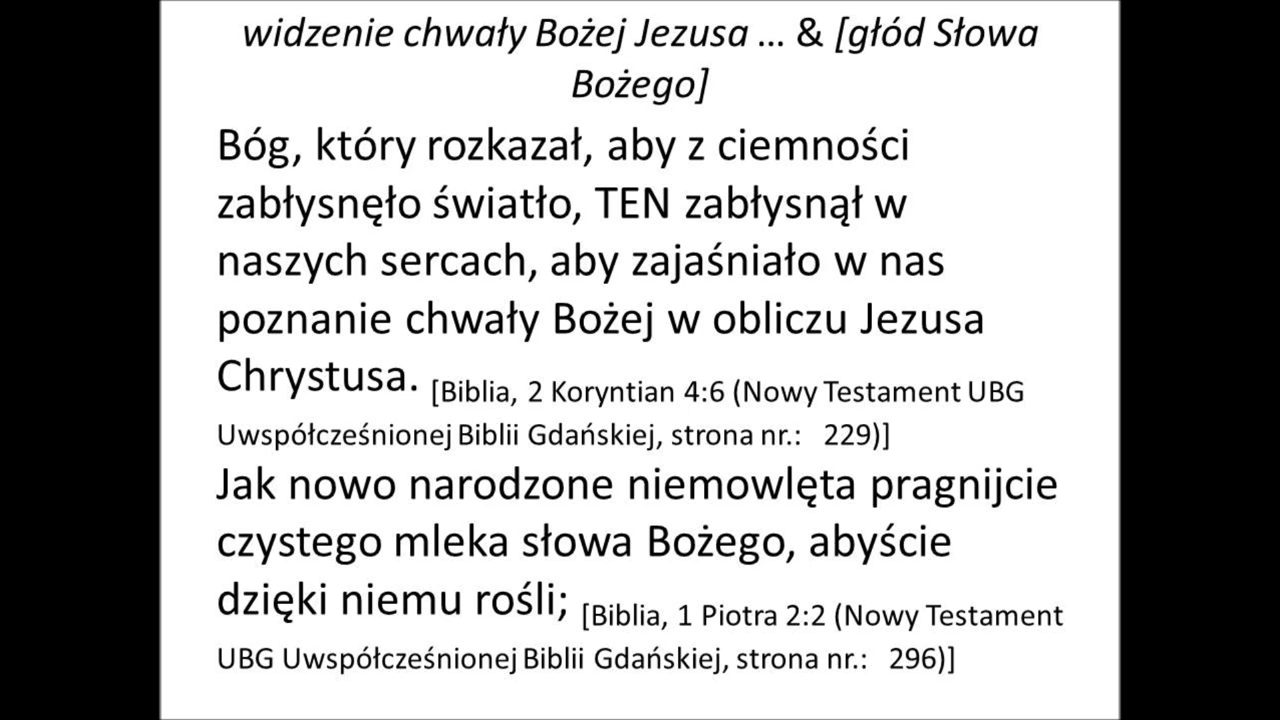 widzenie chwały Bożej Jezusa ... & [głód Słowa
Bożego]
Bóg, który rozkazał, aby z ciemności
zabłysnęło światło, TEN zabłysnął w
naszych sercach, aby zajaśniało w nas
poznanie chwały Bożej w obliczu Jezusa
Chrystusa. [Biblia, 2 Koryntian 4:6 (Nowy Testament UBG
Uwspółcześnionej Biblii Gdańskiej, strona nr.: 229)]
Jak nowo narodzone niemowlęta pragnijcie
czystego mleka słowa Bożego, abyście
dzięki niemu rośli; [Biblia, 1 Piotra 2:2 (Nowy Testament
UBG Uwspółcześnionej Biblii Gdańskiej, strona nr.: 296)]